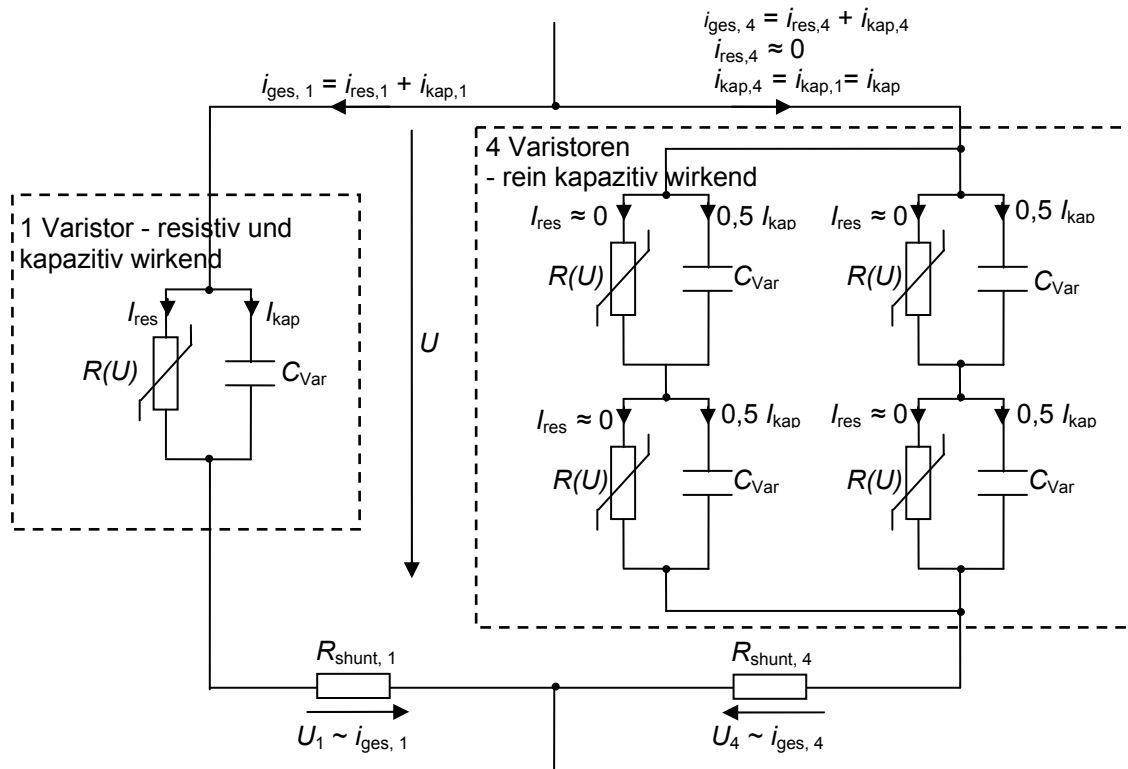 i_ges, 4 = i_res,4 + i_kap,4
i_res,4 ≈ 0
i_kap,4 = i_kap,1= i_kap
i_ges, 1 = i_res,1 + i_kap,1
4 Varistoren
- rein kapazitiv wirkend
1 Varistor - resistiv und
kapazitiv wirkend
I_res ≈ 0
0,5 I_kap
I_res ≈ 0
0,5 I_kap
R(U)
C_Var
R(U)
C_Var
I_res
I_kap
R(U)
C_Var
U
I_res ≈ 0
0,5 I_kap
I_res ≈ 0
0,5 I_kap
R(U)
C_Var
R(U)
C_Var
R_shunt, 1
R_shunt, 4
U_1 ~ i_ges, 1
U_4 ~ i_ges, 4